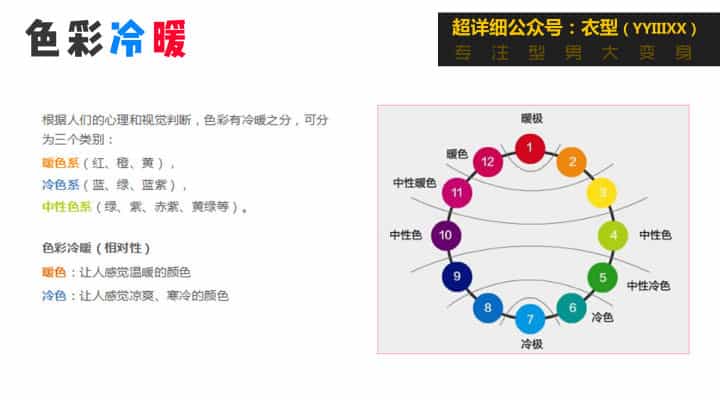 色彩冷暖
超详细公众号：衣型（YYIIIXX）
专注型男大变身
根据人们的心理和视觉判断，色彩有冷暖之分，可分
为三个类别：
暖色系（红、橙、黄），
冷色系（蓝、绿、蓝紫），
中性色系（绿、紫、赤紫、黄绿等）。
色彩冷暖（相对性）
暖色：让人感觉温暖的颜色
冷色：让人感觉凉爽、寒冷的颜色
暖极
1
暖色
12
2
中性暖色
11
3
中性色
10
4
中性色
9
5
中性冷色
8
6
冷色
7
冷极